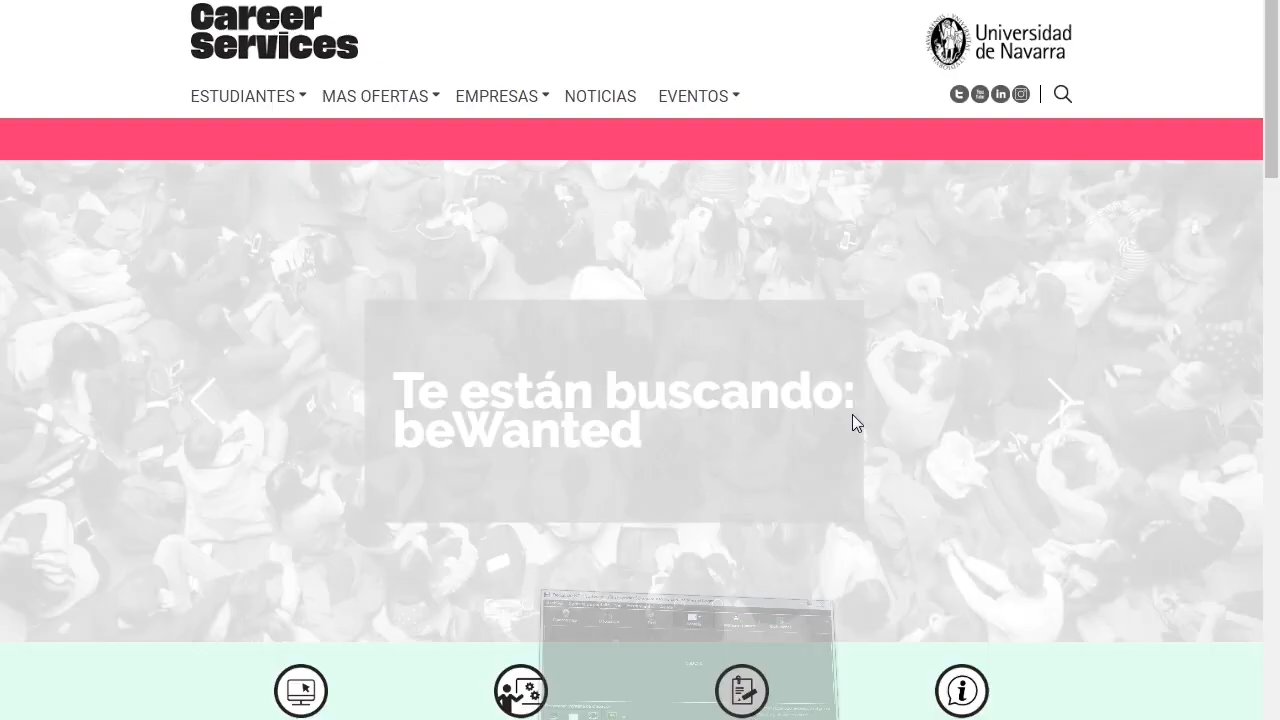 Career
Services
Universidad
de Navarra
ESTUDIANTES
MAS OFERTAS
EMPRESAS
NOTICIAS
EVENTOS
Te están buscando:
beWanted